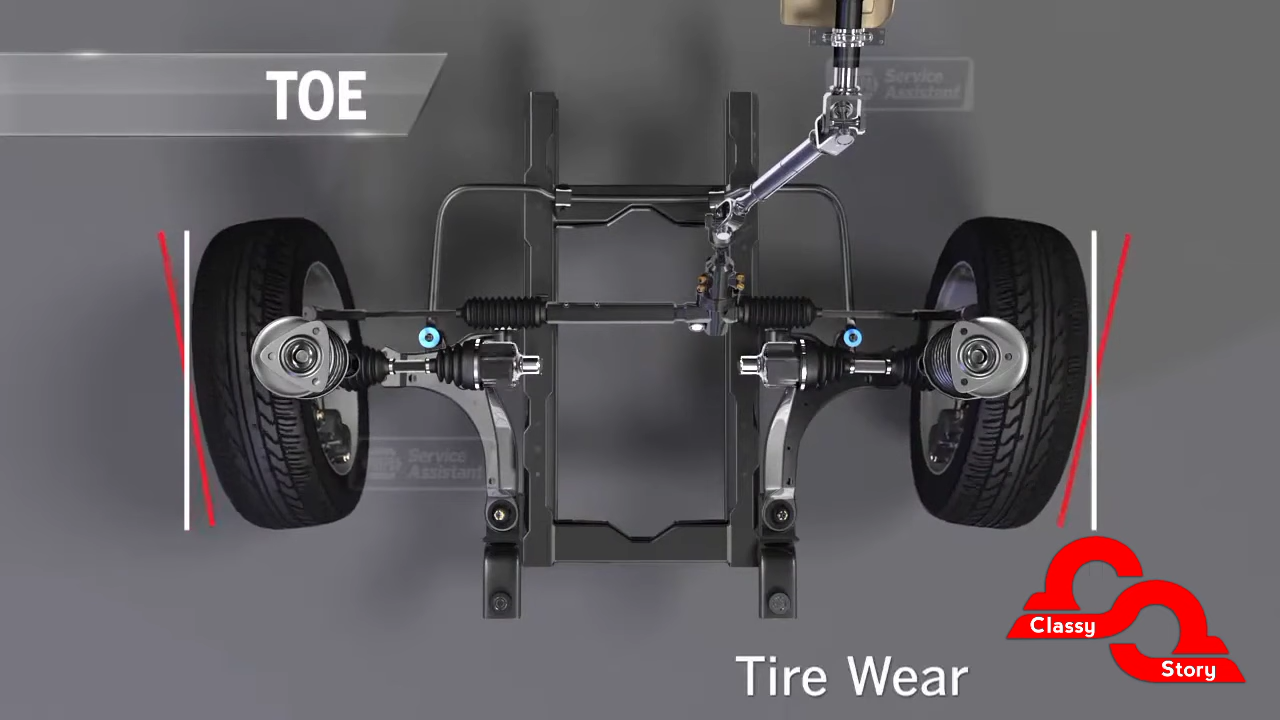 TOE
Service
Assistant
Service
Assistant
Tire Wear
Classy
Story